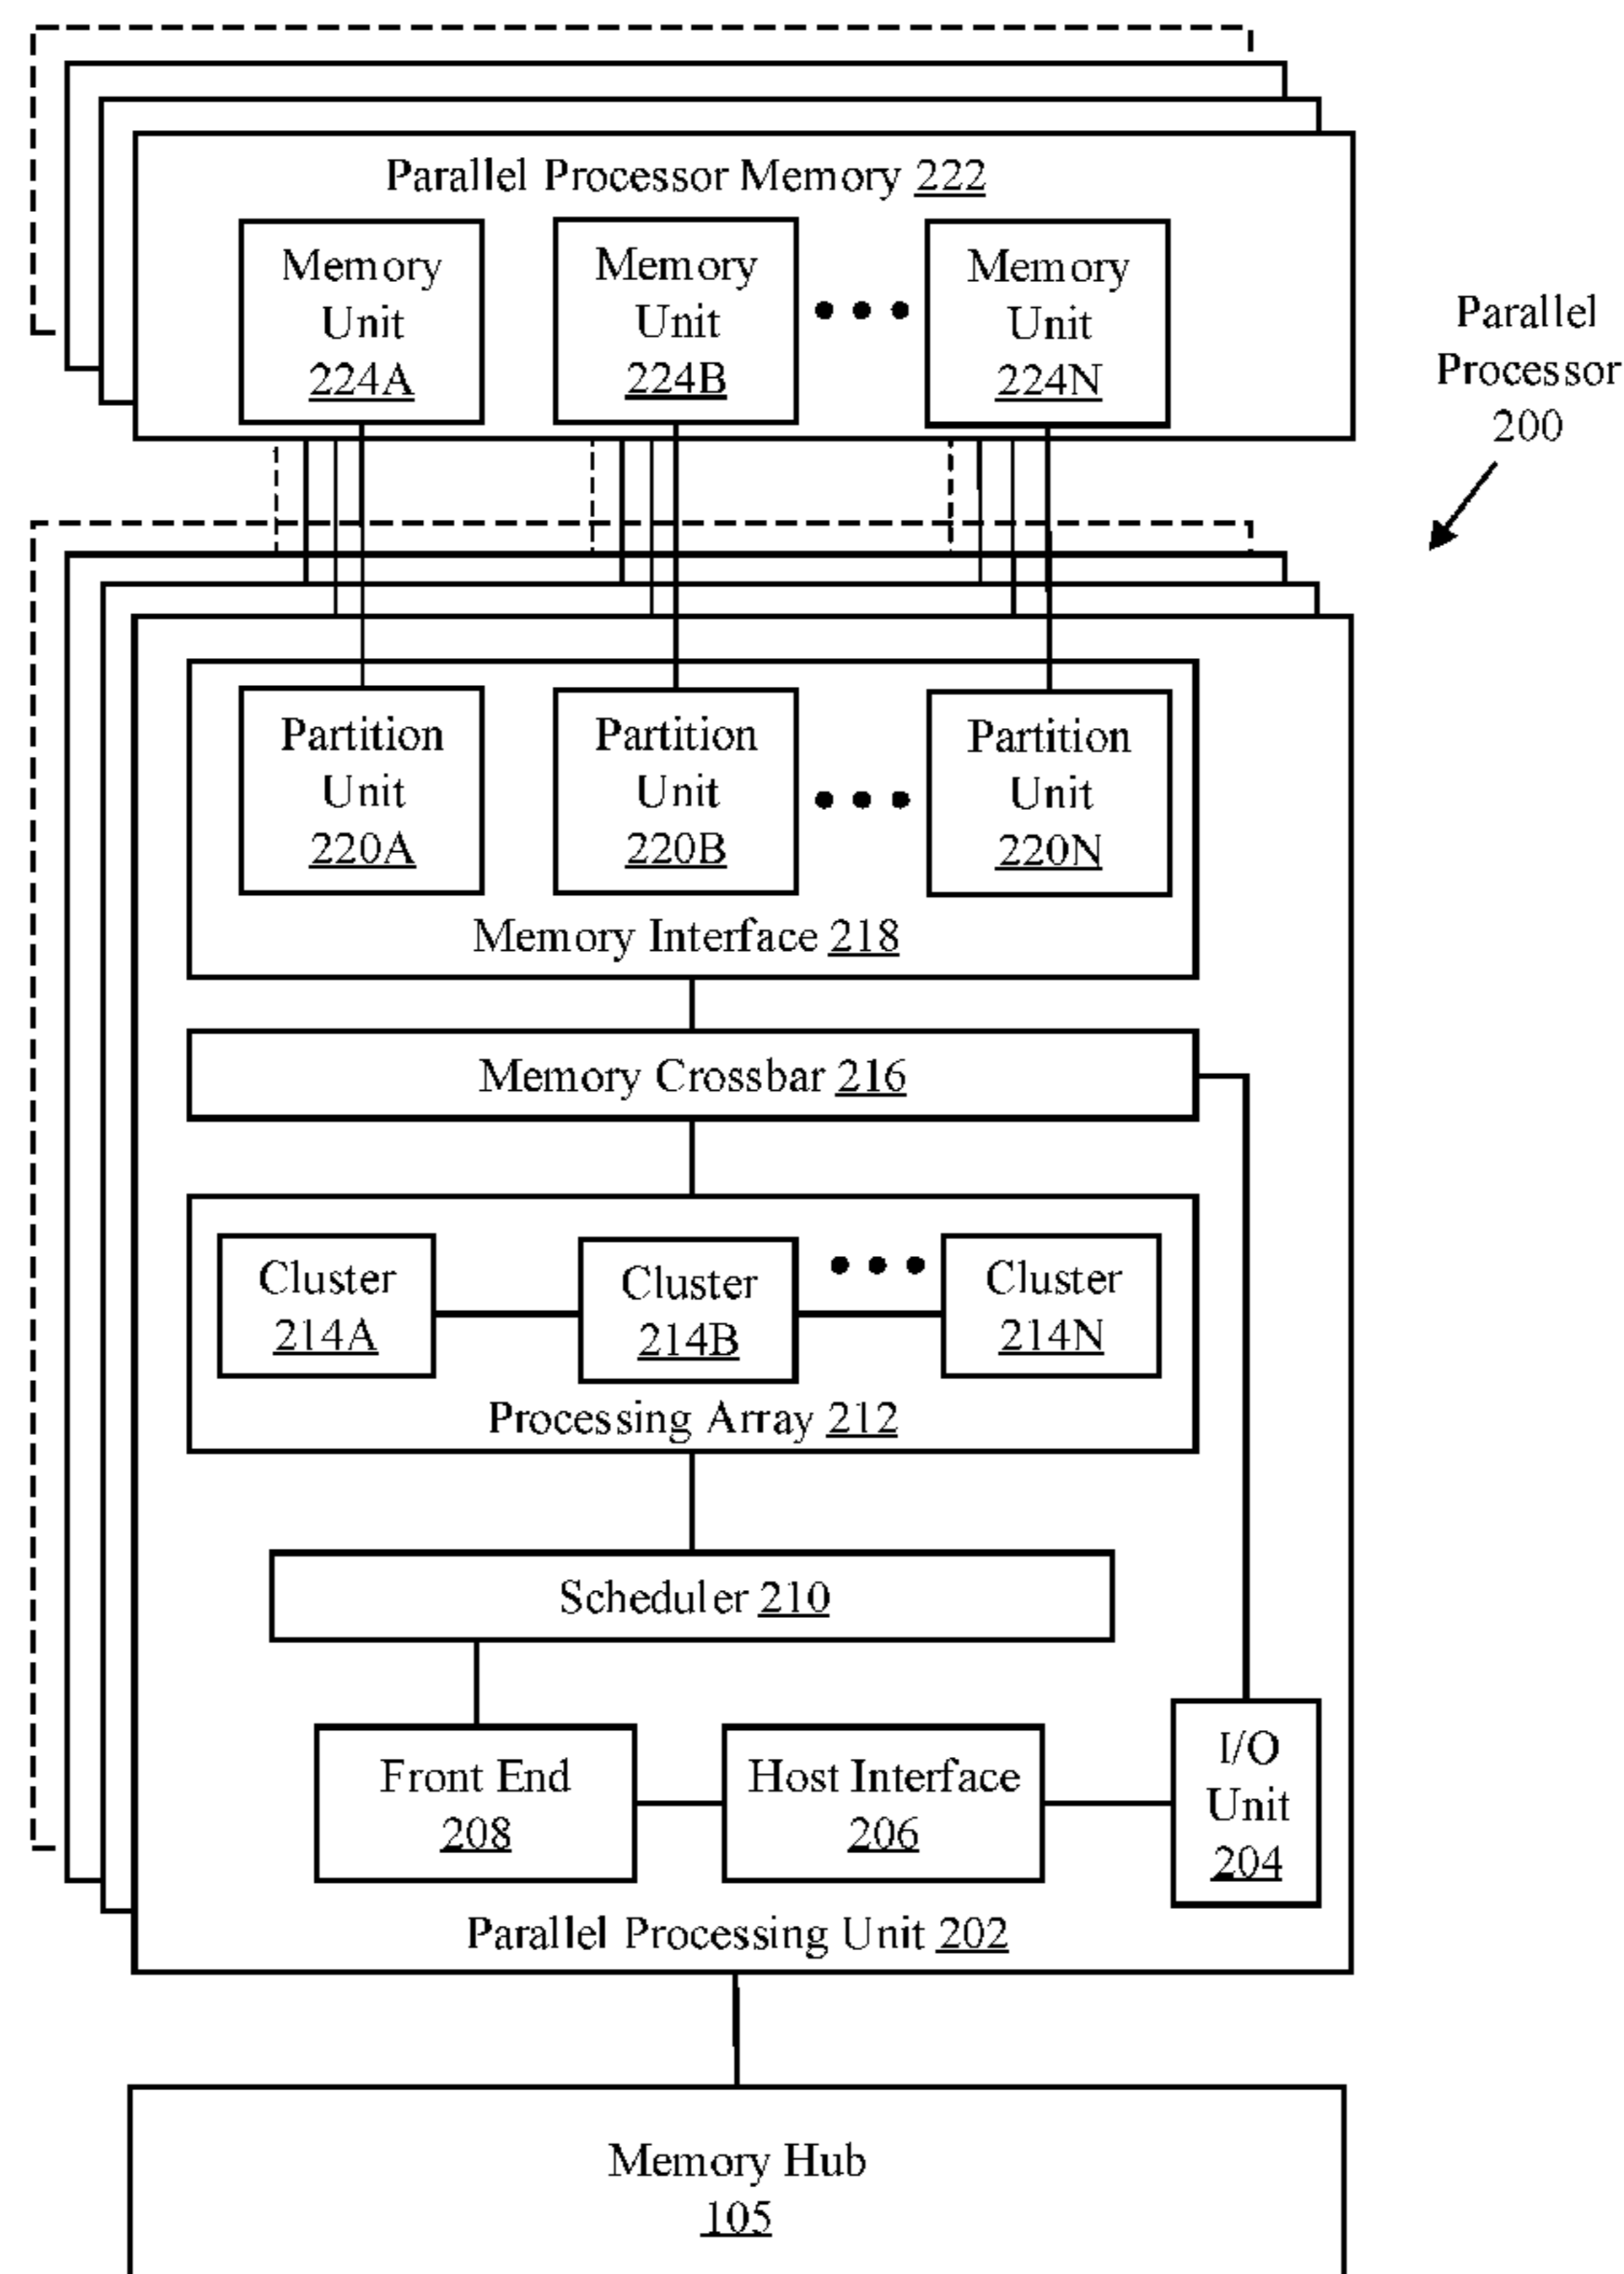 Parallel Processor Memory 222
Memory
Unit
224A
Memory
Unit
224B
Memory
Unit
224N
Parallel
Processor
200
Partition
Unit
220A
Partition
Unit
220B
Partition
Unit
220N
Memory Interface 218
Memory Crossbar 216
Cluster
214A
Cluster
214B
Cluster
214N
Processing Array 212
Scheduler 210
Front End
208
Host Interface
206
I/O
Unit
204
Parallel Processing Unit 202
Memory Hub
105